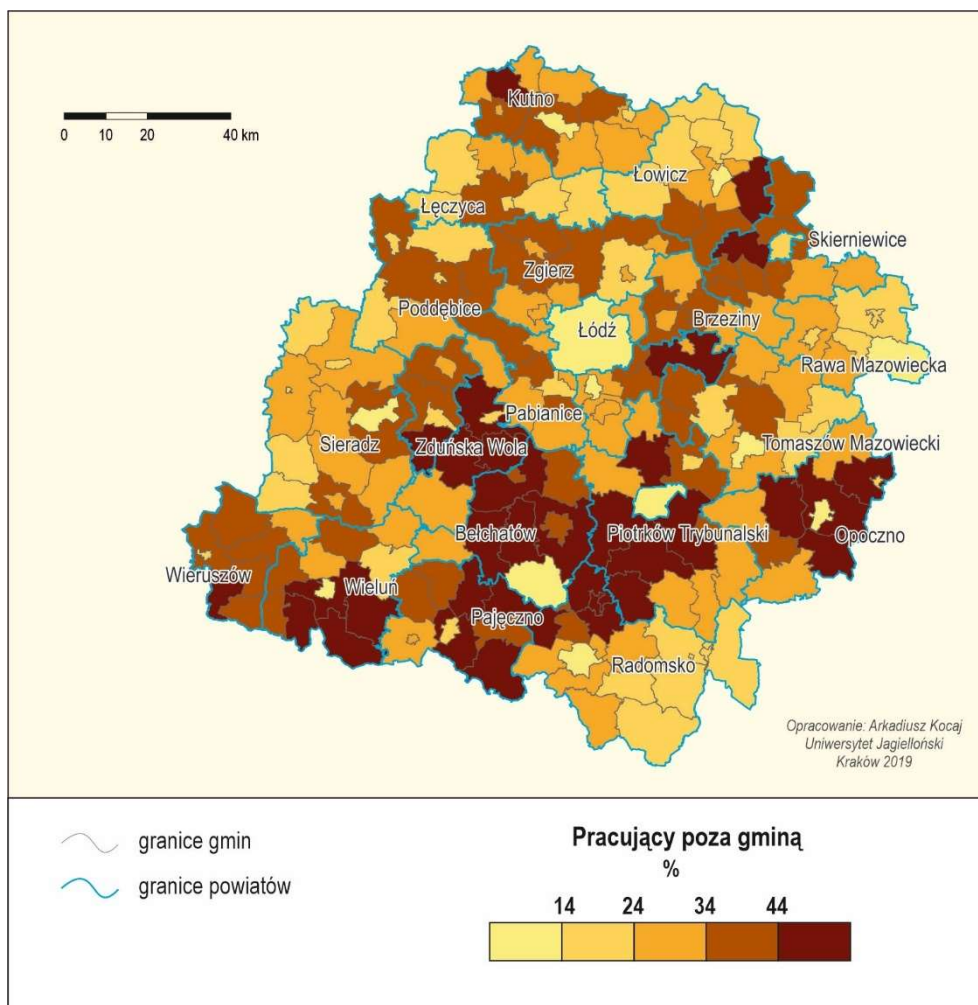 Kutno
0 10 20 40 km
Łowicz
Łęczyca
Skierniewice
Zgierz
Poddębice
Łódź
Brzeziny
Rawa Mazowiecka
Pabianice
Sieradz
Zduńska Wola
Tomaszów Mazowiecki
Bełchatów
Piotrków Trybunalski
Opoczno
Wieruszów
Wieluń
Pajęczno
Radomsko
Opracowanie: Arkadiusz Kocaj
Uniwersytet Jagielloński
Kraków 2019
granice gmin
granice powiatów
Pracujący poza gminą
%
14 24 34 44